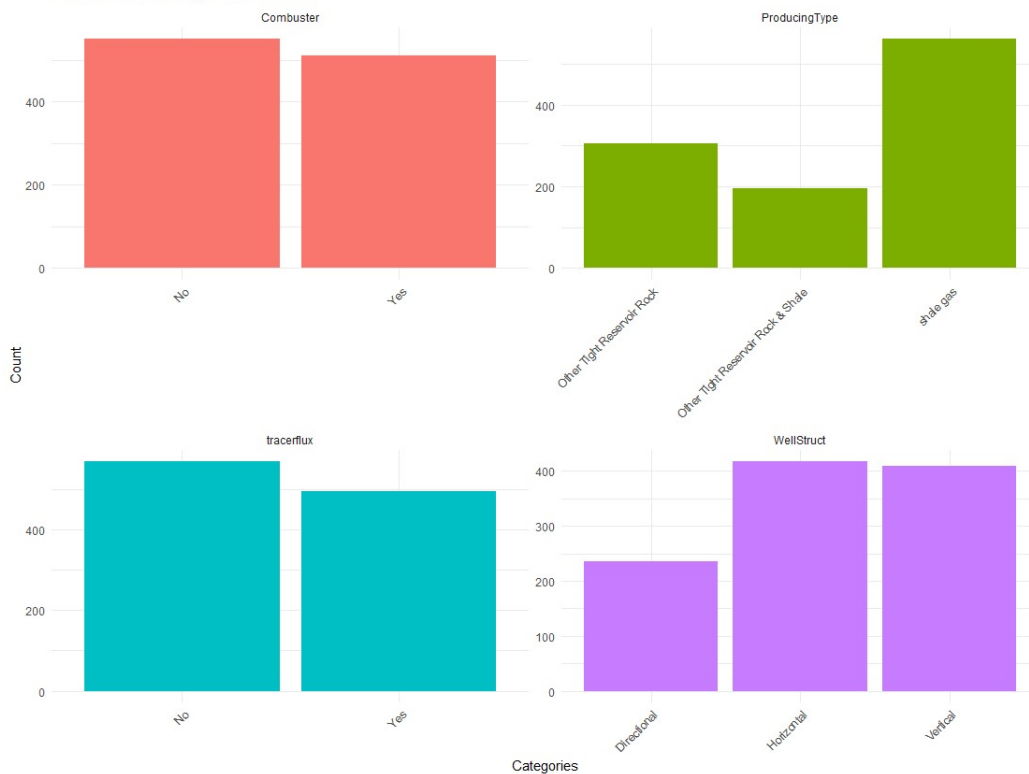 Combuster
ProducingType
400
200
0
400
200
0
No
Yes
Other Tight Reservoir Rock
Other Tight Reservoir Rock & Shale
shale gas
Count
tracerflux
WellStruct
400
200
0
400
300
200
100
0
No
Yes
Directional
Horizontal
Vertical
Categories